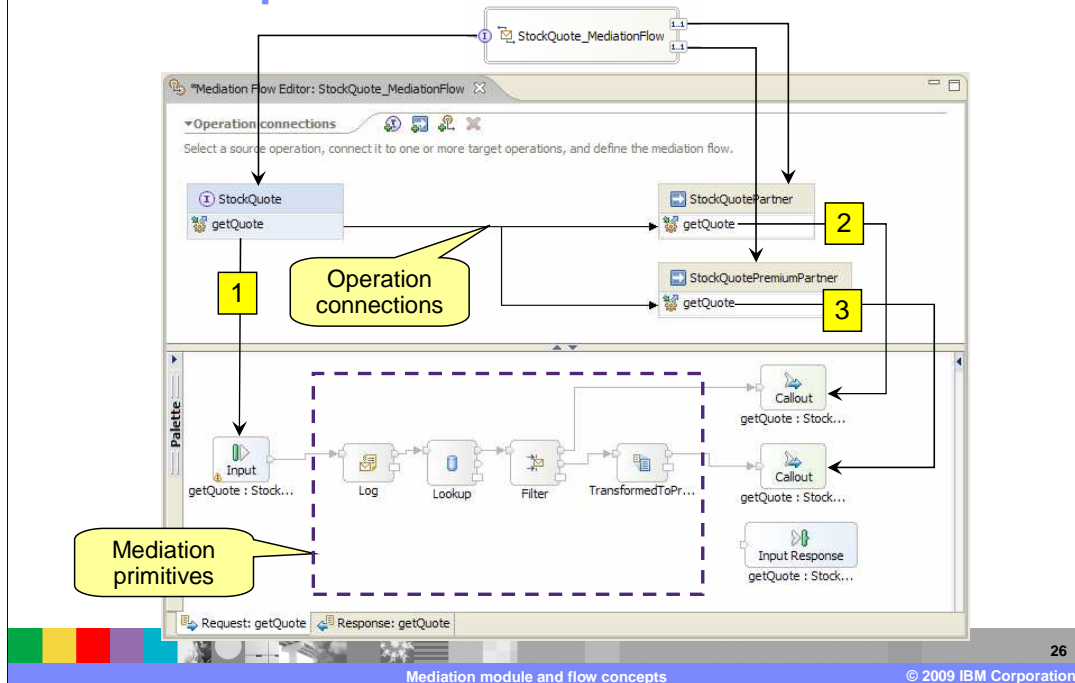 StockQuote_MediationFlow
1..1
1..1
*Mediation Flow Editor: StockQuote_MediationFlow
Operation connections
Select a source operation, connect it to one or more target operations, and define the mediation flow.
StockQuote
getQuote
StockQuotePartner
getQuote
2
StockQuotePremiumPartner
getQuote
3
1
Operation
connections
Palette
Input
getQuote : Stock...
Log
Lookup
Filter
TransformedToPr...
Callout
getQuote : Stock...
Callout
getQuote : Stock...
Input Response
getQuote : Stock...
Mediation
primitives
Request: getQuote
Response: getQuote
26
Mediation module and flow concepts
© 2009 IBM Corporation